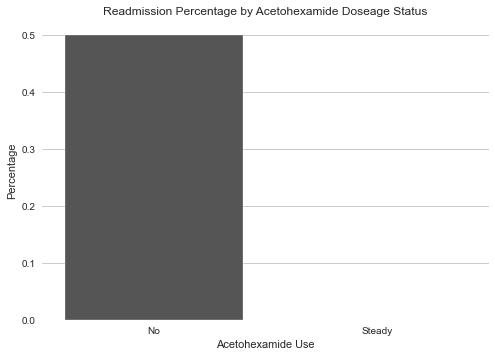 Readmission Percentage by Acetohexamide Doseage Status
0.5
0.4
0.3
0.2
0.1
0.0
Percentage
No Steady
Acetohexamide Use